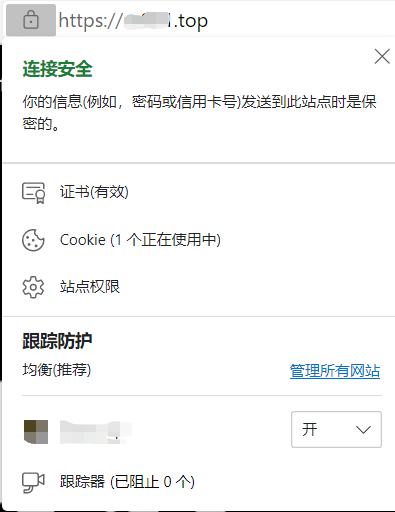 https:// .top
连接安全
你的信息(例如，密码或信用卡号)发送到此站点时是保
密的。
证书(有效)
Cookie (1 个正在使用中)
站点权限
跟踪防护
均衡(推荐)
管理所有网站
开
跟踪器 (已阻止 0 个)